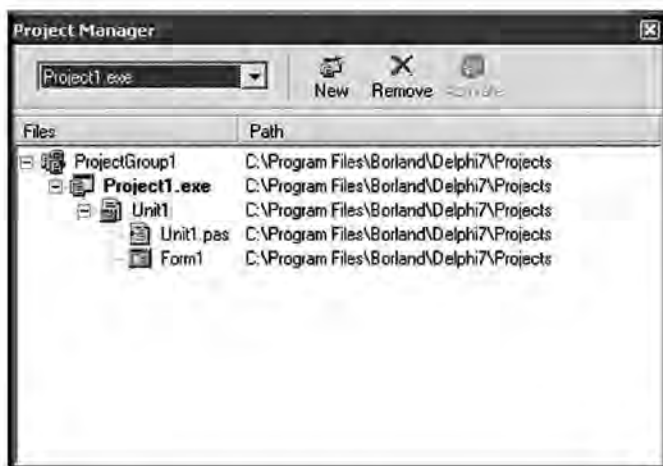 Project Manager
Project1.exe
New Remove Activate
Files Path
ProjectGroup1 C:\Program Files\Borland\Delphi7\Projects
Project1.exe C:\Program Files\Borland\Delphi7\Projects
Unit1 C:\Program Files\Borland\Delphi7\Projects
Unit1.pas C:\Program Files\Borland\Delphi7\Projects
Form1 C:\Program Files\Borland\Delphi7\Projects